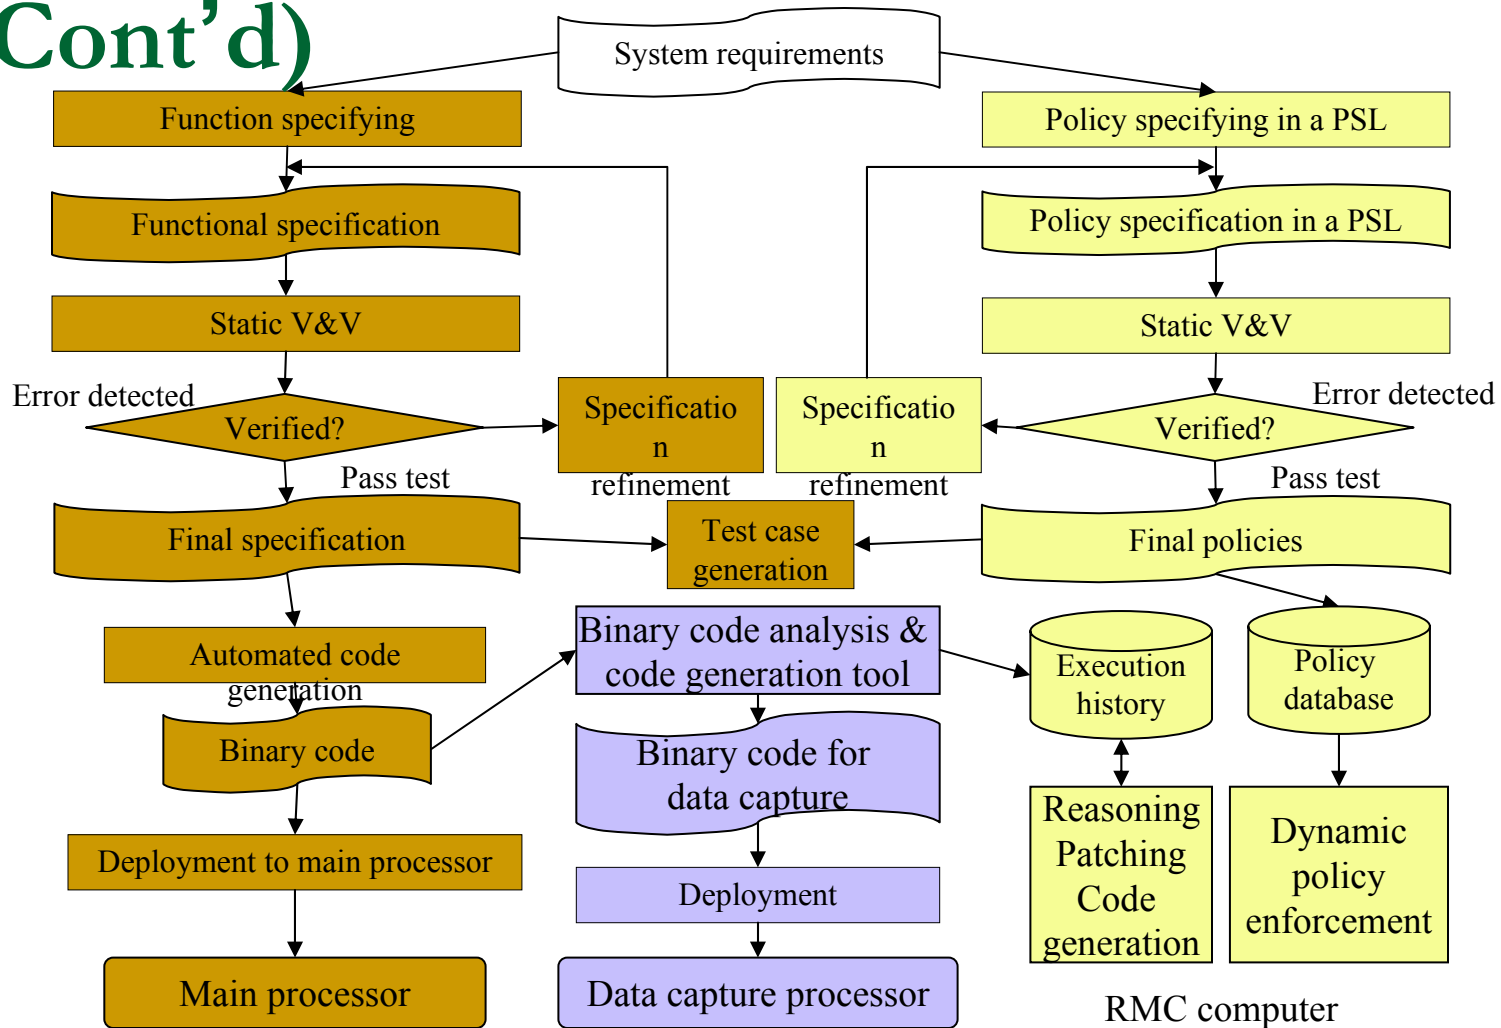 Cont’d)
System requirements
Function specifying
Policy specifying in a PSL
Functional specification
Policy specification in a PSL
Static V&V
Static V&V
Error detected
Verified?
Specificatio
n
refinement
Specificatio
n
refinement
Verified?
Error detected
Pass test
Pass test
Final specification
Test case
generation
Final policies
Automated code
generation
Binary code analysis &
code generation tool
Execution
history
Policy
database
Binary code
Binary code for
data capture
Reasoning
Patching
Code
generation
Dynamic
policy
enforcement
Deployment to main processor
Deployment
Main processor
Data capture processor
RMC computer